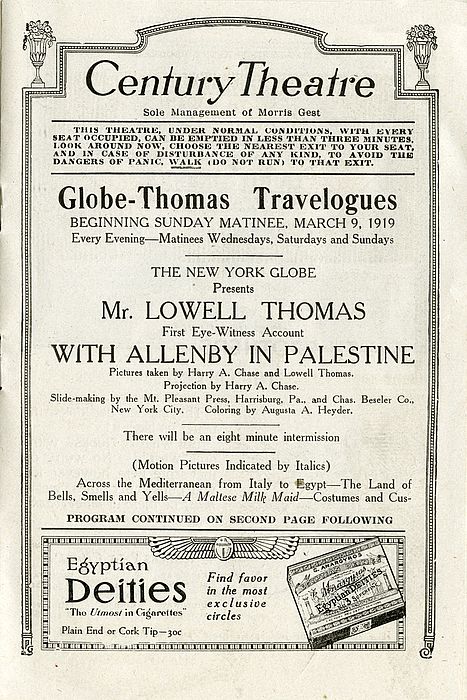 Century Theatre
Sole Management of Morris Gest
THIS THEATRE, UNDER NORMAL CONDITIONS, WITH EVERY
SEAT OCCUPIED, CAN BE EMPTIED IN LESS THAN THREE MINUTES.
LOOK AROUND NOW, CHOOSE THE NEAREST EXIT TO YOUR SEAT,
AND IN CASE OF DISTURBANCE OF ANY KIND, TO AVOID THE
DANGERS OF PANIC, WALK (DO NOT RUN) TO THAT EXIT.
Globe-Thomas Travelogues
BEGINNING SUNDAY MATINEE, MARCH 9, 1919
Every Evening—Matinees Wednesdays, Saturdays and Sundays
THE NEW YORK GLOBE
Presents
Mr. LOWELL THOMAS
First Eye-Witness Account
WITH ALLENBY IN PALESTINE
Pictures taken by Harry A. Chase and Lowell Thomas.
Projection by Harry A. Chase.
Slide-making by the Mt. Pleasant Press, Harrisburg, Pa., and Chas. Beseler Co.,
New York City. Coloring by Augusta A. Heyder.
There will be an eight minute intermission
(Motion Pictures Indicated by Italics)
Across the Mediterranean from Italy to Egypt—The Land of
Bells, Smells and Yells—A Maltese Milk Maid—Costumes and Cus-
PROGRAM CONTINUED ON SECOND PAGE FOLLOWING
Egyptian
Deities
"The Utmost in Cigarettes"
Plain End or Cork Tip—30c
Find favor
in the most
exclusive
circles
S. ANARGYROS
EGYPTIAN DEITIES